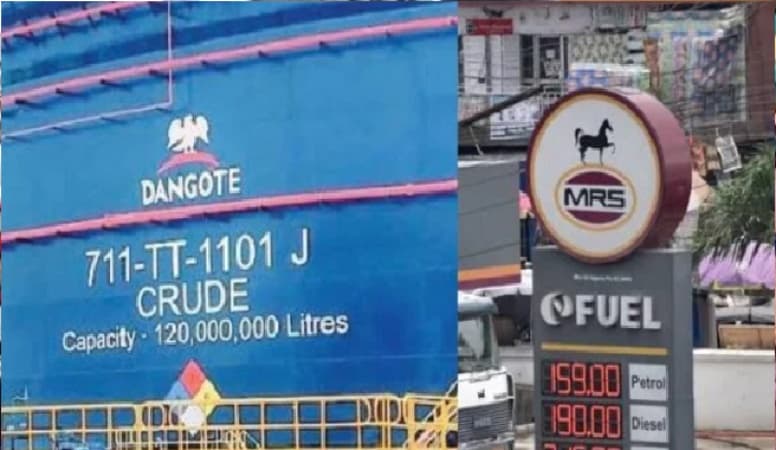 DANGOTE
711-TT-1101 J
CRUDE
Capacity - 120,000,000 Litres
MRS
FUEL
159.00 Petrol
190.00 Diesel